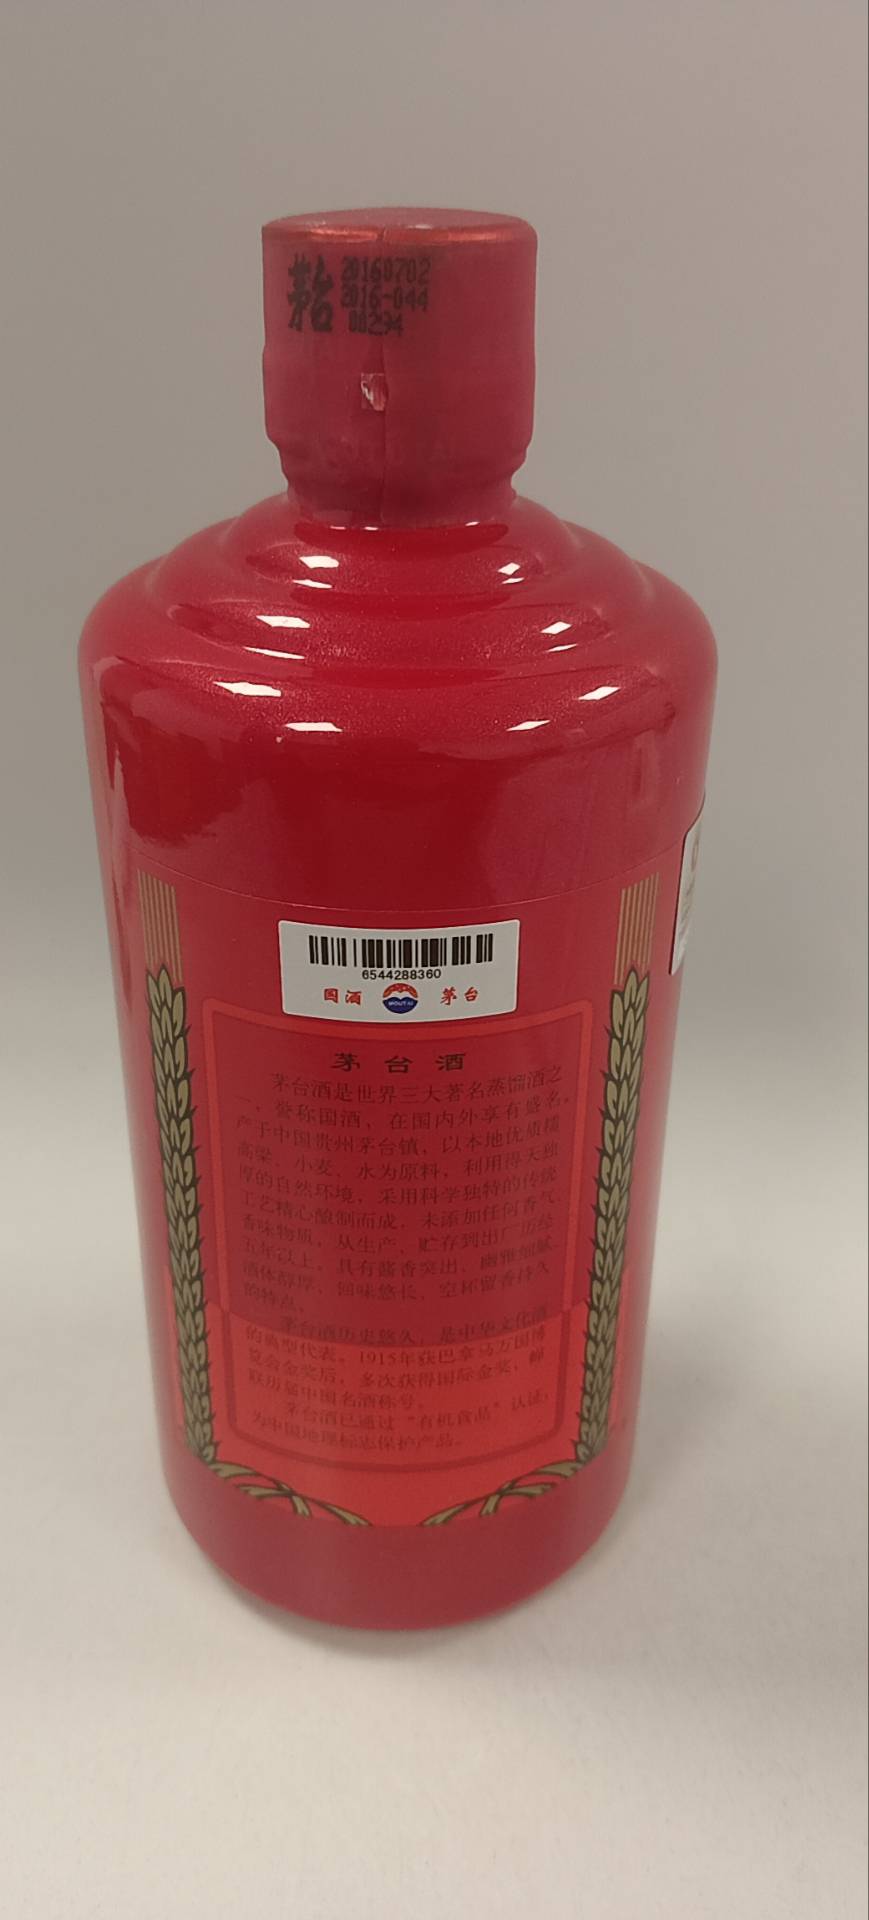 茅台 20160702
2016-044
00294
6544288360
国酒 MOUTAI 茅台
茅台酒
茅台酒是世界三大著名蒸馏酒之
一，誉称国酒，在国内外享有盛名。
产于中国贵州茅台镇，以本地优质糯
高粱、小麦、水为原料，利用得天独
厚的自然环境，采用科学独特的传统
工艺精心酿制而成，未添加任何香气、
香味物质，从生产、贮存到出厂历经
五年以上。具有酱香突出、幽雅细腻、
酒体醇厚、回味悠长、空杯留香持久
的特点。
茅台酒历史悠久，是中华文化酒
的典型代表。1915年获巴拿马万国博
览会金奖后，多次获得国际金奖，蝉
联历届中国名酒称号。
茅台酒已通过“有机食品”认证，
为中国地理标志保护产品。